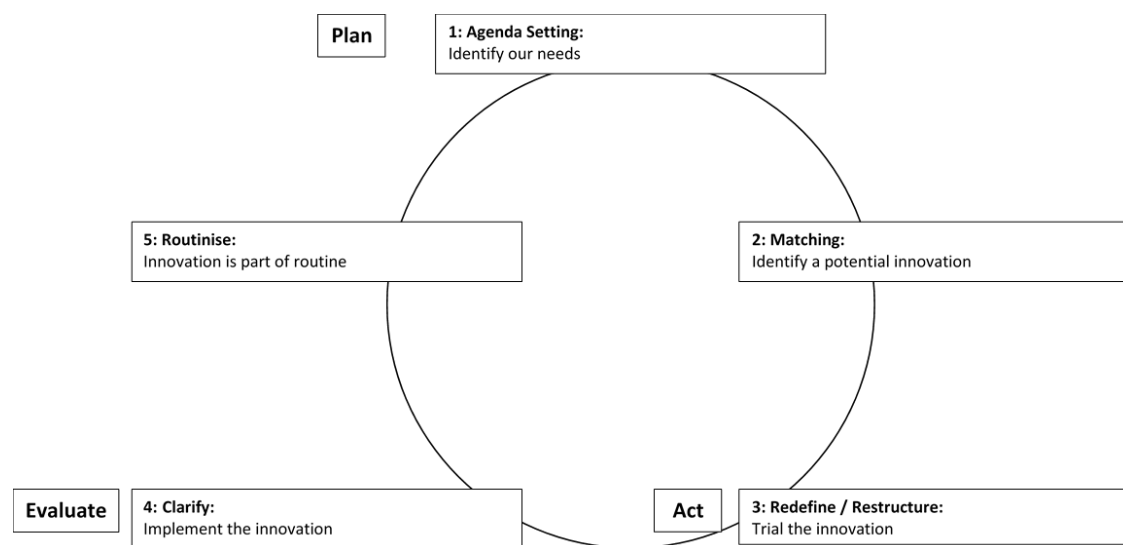 Plan
1: Agenda Setting:
Identify our needs
5: Routinise:
Innovation is part of routine
2: Matching:
Identify a potential innovation
Evaluate
4: Clarify:
Implement the innovation
Act
3: Redefine / Restructure:
Trial the innovation